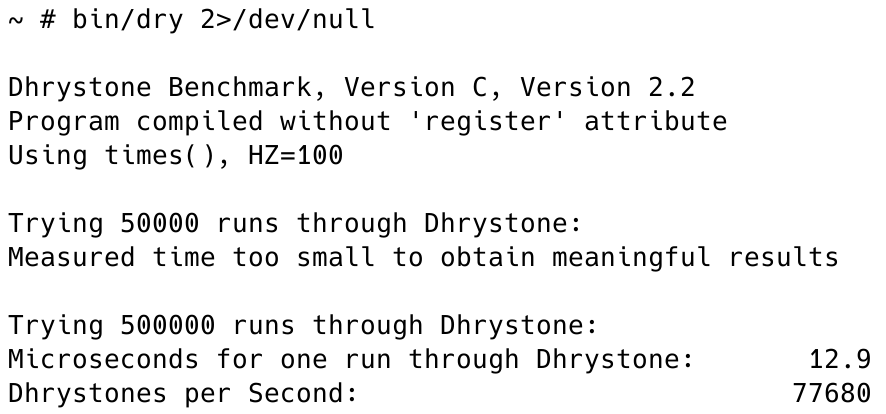 ~ # bin/dry 2>/dev/null
Dhrystone Benchmark, Version C, Version 2.2
Program compiled without 'register' attribute
Using times(), HZ=100
Trying 50000 runs through Dhrystone:
Measured time too small to obtain meaningful results
Trying 500000 runs through Dhrystone:
Microseconds for one run through Dhrystone:       12.9
Dhrystones per Second:                           77680